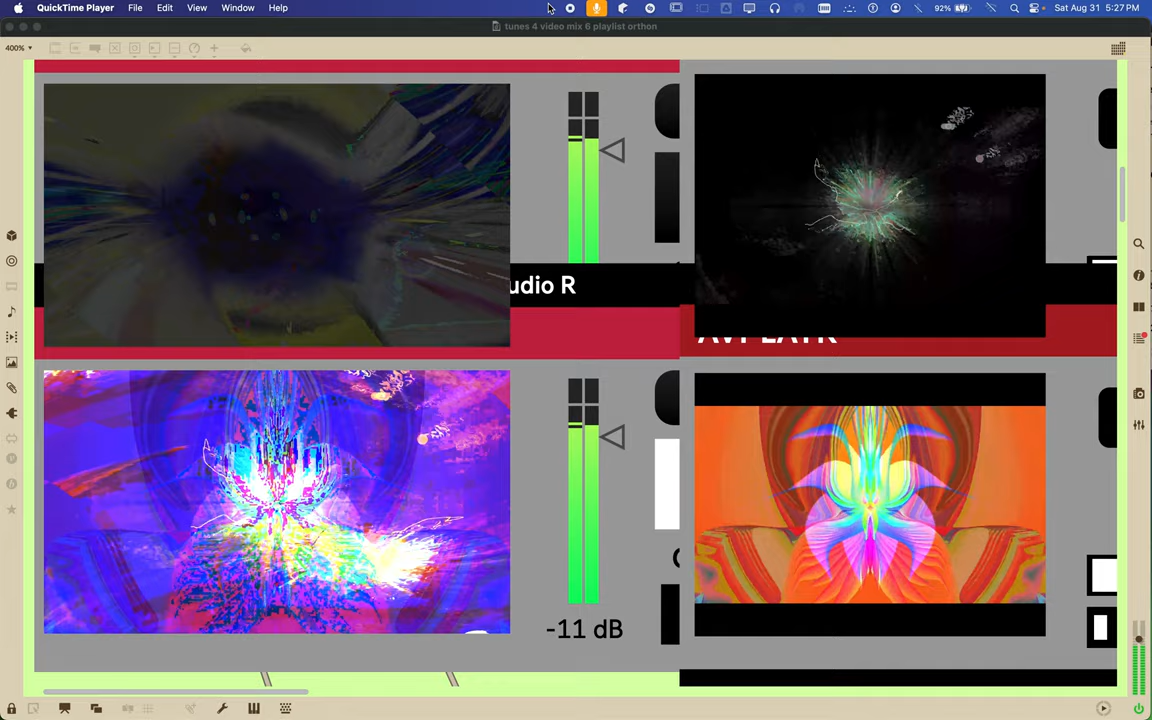 QuickTime Player File Edit View Window Help 92% Sat Aug 31 5:27 PM
tunes 4 video mix 6 playlist orthon
400%
udio R
-11 dB